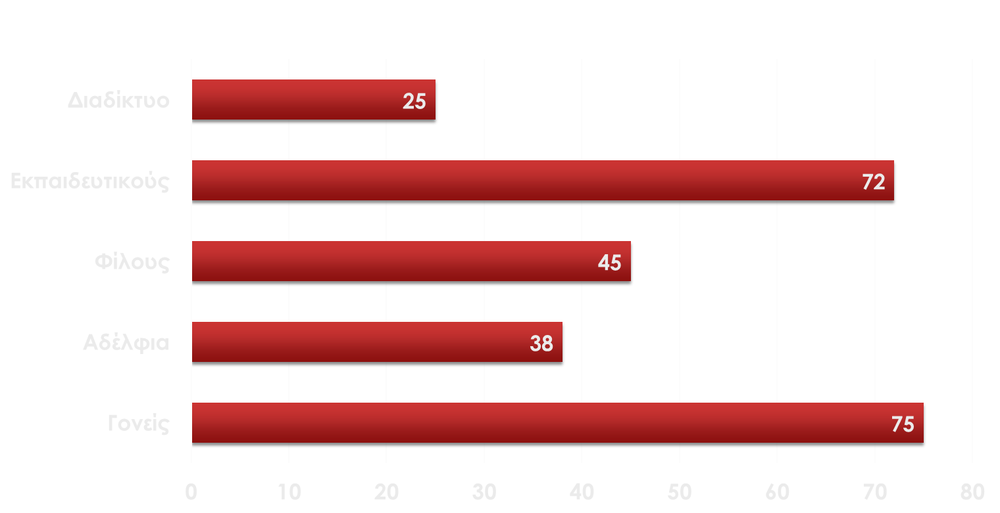 Διαδίκτυο 25
Εκπαιδευτικούς 72
Φίλους 45
Αδέλφια 38
Γονείς 75
0 10 20 30 40 50 60 70 80